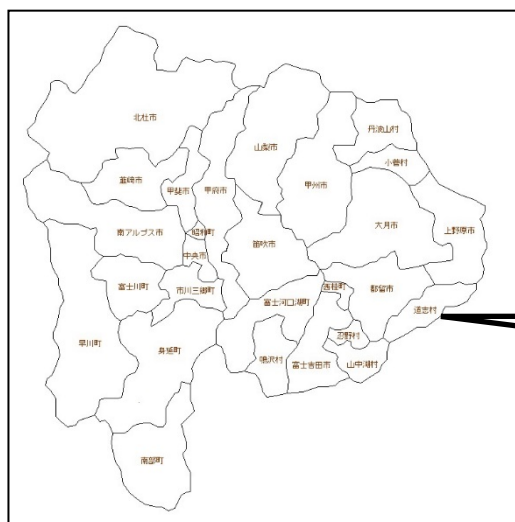 北杜市
丹波山村
山梨市
小菅村
韮崎市
甲斐市
甲府市
甲州市
大月市
上野原市
南アルプス市
昭和町
笛吹市
中央市
富士川町
市川三郷町
西桂町
都留市
富士河口湖町
道志村
早川町
忍野村
身延町
鳴沢村
富士吉田市
山中湖村
南部町